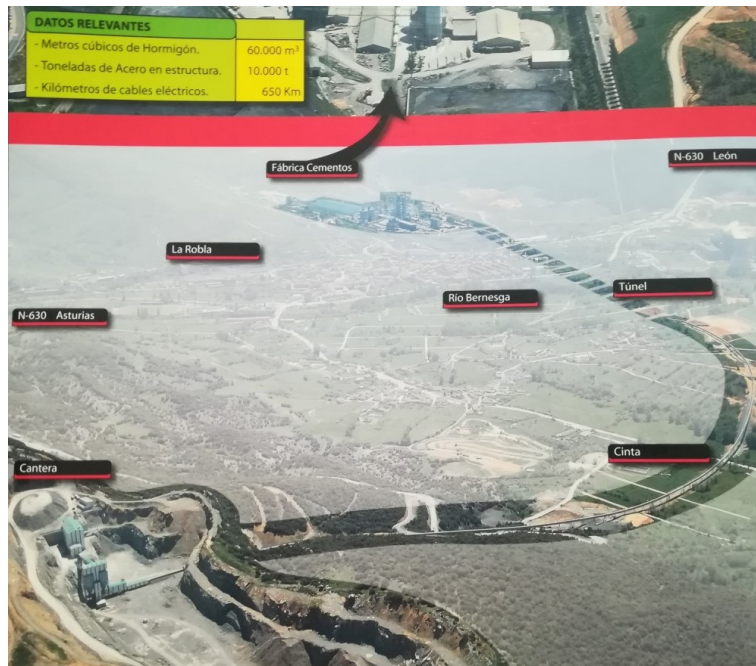 DATOS RELEVANTES
- Metros cúbicos de Hormigón. 60.000 m³
- Toneladas de Acero en estructura. 10.000 t
- Kilómetros de cables eléctricos. 650 Km
Fábrica Cementos
N-630 León
La Robla
Río Bernesga
Túnel
N-630 Asturias
Cinta
Cantera